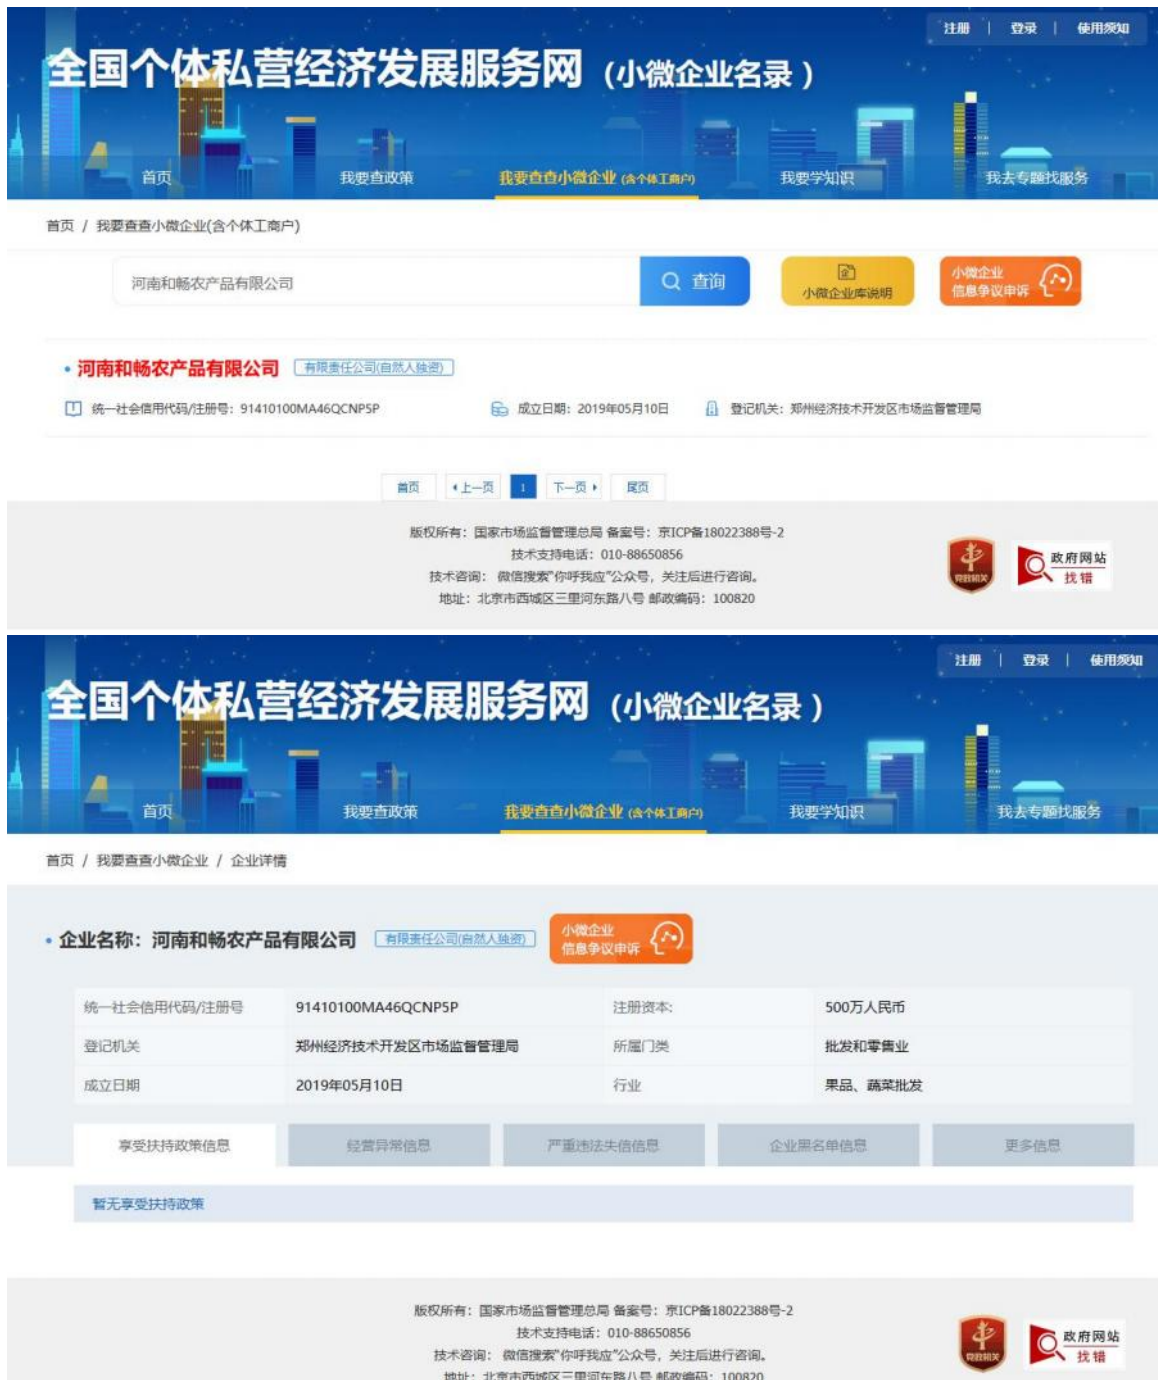 注册 | 登录 | 使用须知
全国个体私营经济发展服务网（小微企业名录）
首页 我要查政策 我要查查小微企业 (含个体工商户) 我要学知识 我去专题找服务
首页 / 我要查查小微企业(含个体工商户)
河南和畅农产品有限公司 查询 小微企业库说明 小微企业
信息争议申诉
河南和畅农产品有限公司 有限责任公司(自然人独资)
统一社会信用代码/注册号：91410100MA46QCNP5P 成立日期：2019年05月10日 登记机关：郑州经济技术开发区市场监督管理局
首页 上一页 1 下一页 尾页
版权所有：国家市场监督管理总局 备案号：京ICP备18022388号-2
技术支持电话：010-88650856
技术咨询： 微信搜索“你呼我应”公众号，关注后进行咨询。
地址：北京市西城区三里河东路八号 邮政编码：100820
党政机关 政府网站
找错
注册 | 登录 | 使用须知
全国个体私营经济发展服务网（小微企业名录）
首页 我要查政策 我要查查小微企业 (含个体工商户) 我要学知识 我去专题找服务
首页 / 我要查查小微企业 / 企业详情
企业名称：河南和畅农产品有限公司 有限责任公司(自然人独资) 小微企业
信息争议申诉
统一社会信用代码/注册号 91410100MA46QCNP5P 注册资本: 500万人民币
登记机关 郑州经济技术开发区市场监督管理局 所属门类 批发和零售业
成立日期 2019年05月10日 行业 果品、蔬菜批发
享受扶持政策信息 经营异常信息 严重违法失信信息 企业黑名单信息 更多信息
暂无享受扶持政策
版权所有：国家市场监督管理总局 备案号：京ICP备18022388号-2
技术支持电话：010-88650856
技术咨询： 微信搜索“你呼我应”公众号，关注后进行咨询。
地址：北京市西城区三里河东路八号 邮政编码：100820
党政机关 政府网站
找错